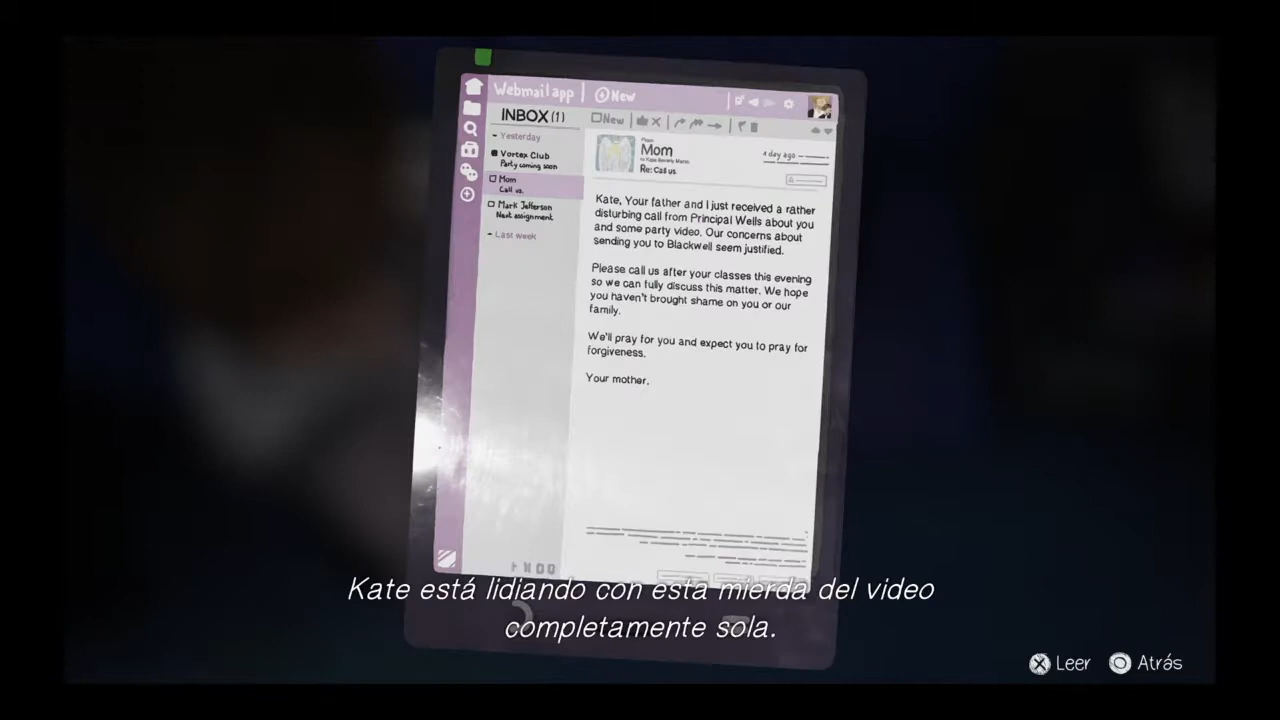 Webmail app
New
INBOX (1)
Yesterday
Vortex Club
Party coming soon
Mom
Call us.
Mark Jefferson
Next assignment
Last week
New
From
Mom
to Kate Beverly Marsh
Re: Call us.
1 day ago
Kate, Your father and I just received a rather
disturbing call from Principal Wells about you
and some party video. Our concerns about
sending you to Blackwell seem justified.
Please call us after your classes this evening
so we can fully discuss this matter. We hope
you haven't brought shame on you or our
family.
We'll pray for you and expect you to pray for
forgiveness.
Your mother.
Kate está lidiando con esta mierda del video
completamente sola.
Leer
Atrás